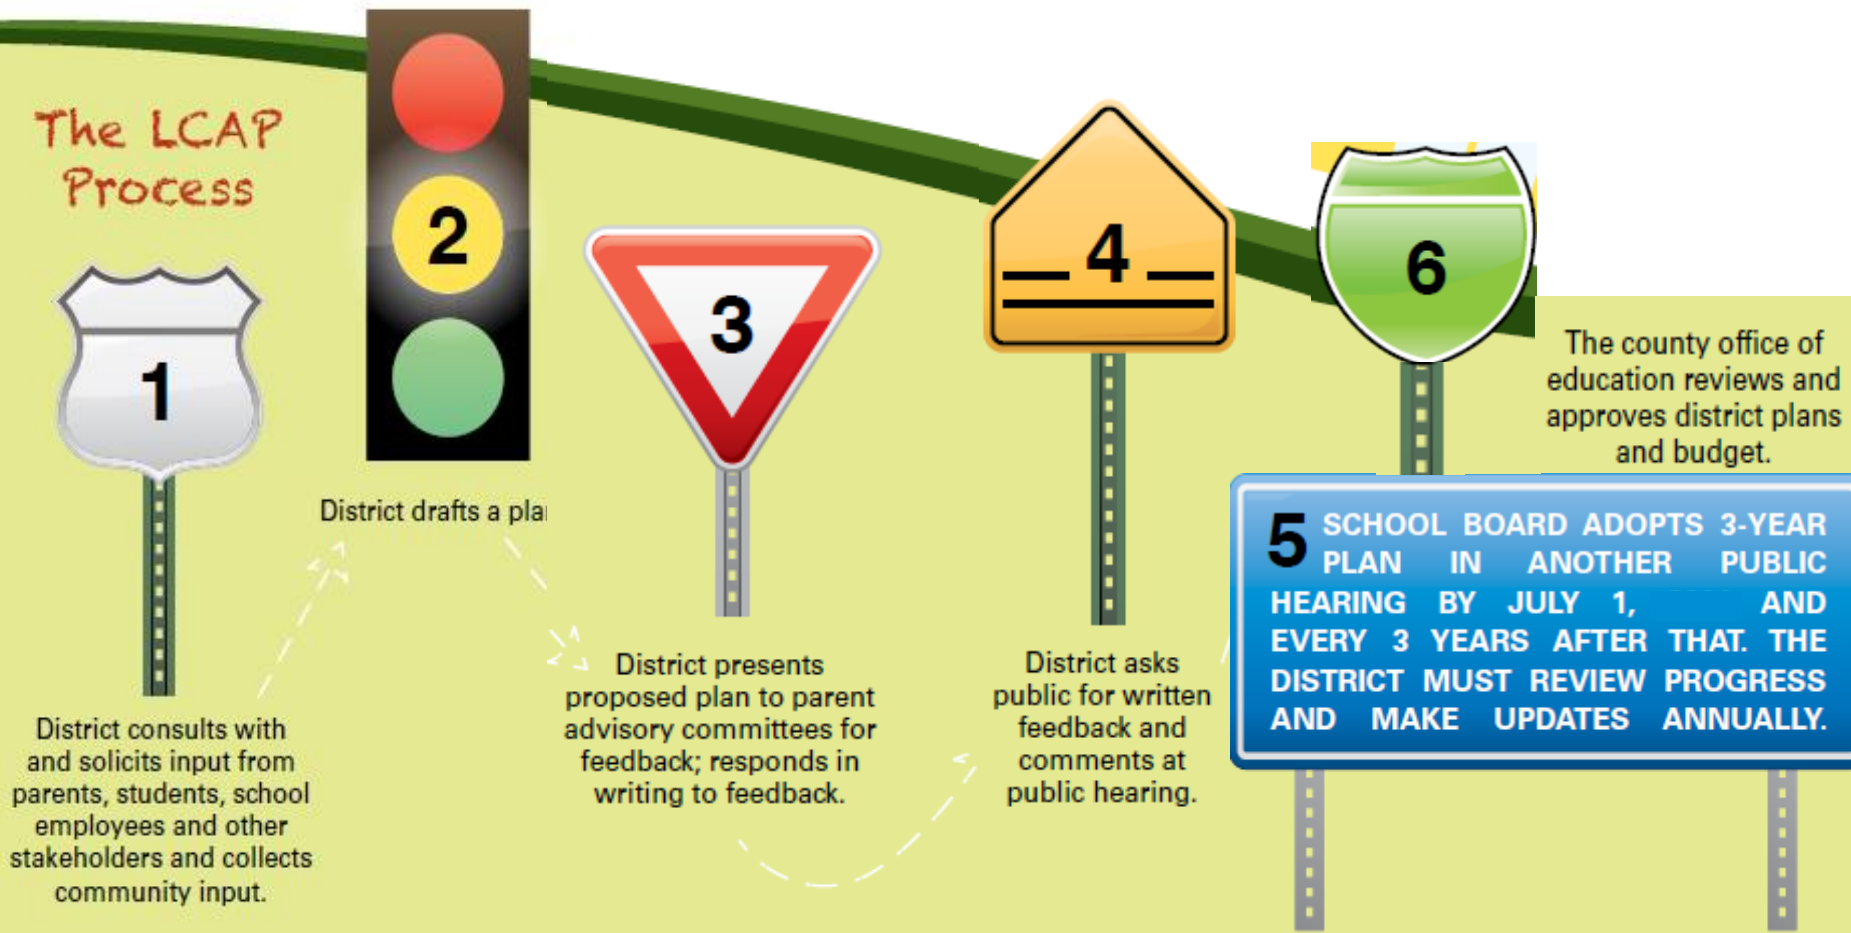 The LCAP
Process
1
District consults with
and solicits input from
parents, students, school
employees and other
stakeholders and collects
community input.
2
District drafts a pla
3
District presents
proposed plan to parent
advisory committees for
feedback; responds in
writing to feedback.
4
District asks
public for written
feedback and
comments at
public hearing.
5 SCHOOL BOARD ADOPTS 3-YEAR
PLAN IN ANOTHER PUBLIC
HEARING BY JULY 1, AND
EVERY 3 YEARS AFTER THAT. THE
DISTRICT MUST REVIEW PROGRESS
AND MAKE UPDATES ANNUALLY.
6
The county office of
education reviews and
approves district plans
and budget.